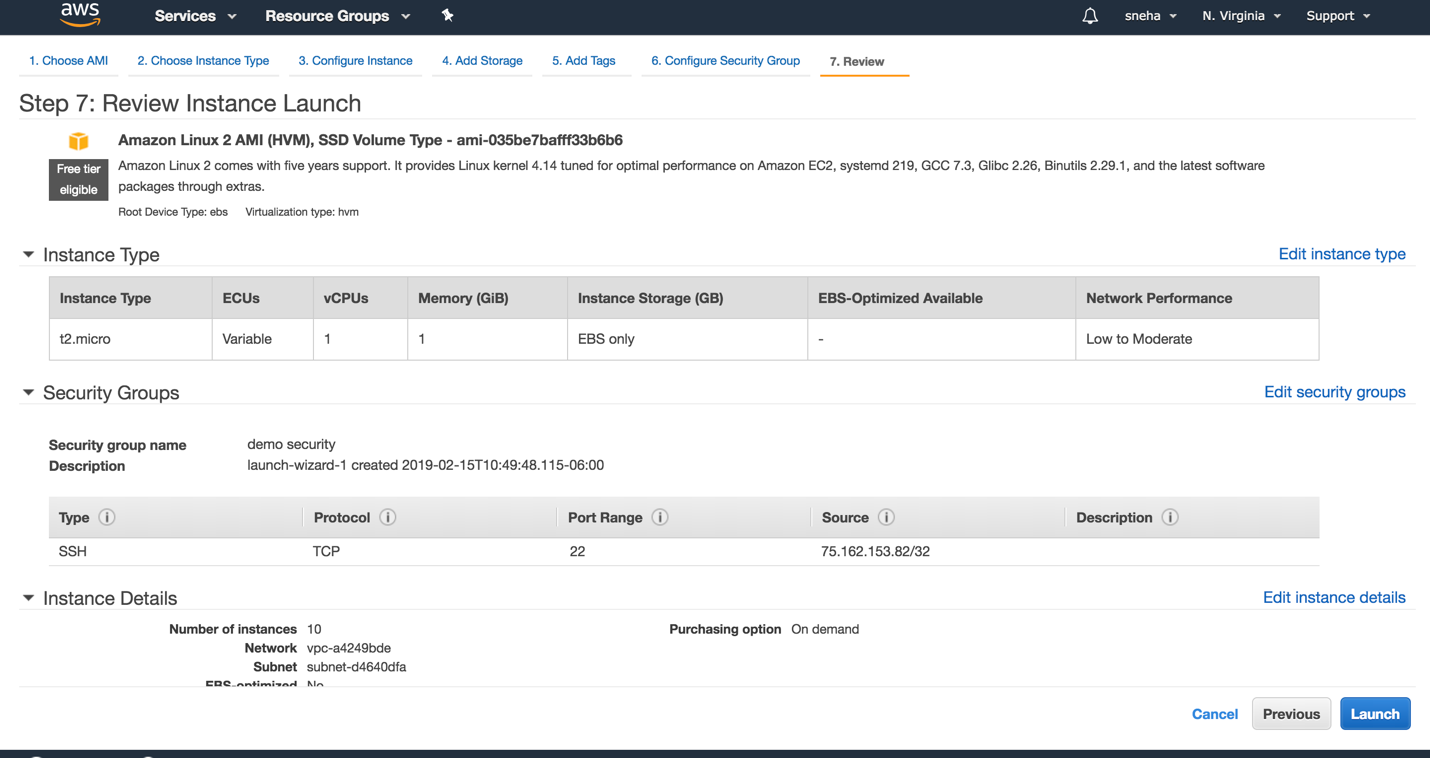 aws Services Resource Groups sneha N. Virginia Support
1. Choose AMI 2. Choose Instance Type 3. Configure Instance 4. Add Storage 5. Add Tags 6. Configure Security Group 7. Review
Step 7: Review Instance Launch
Amazon Linux 2 AMI (HVM), SSD Volume Type - ami-035be7bafff33b6b6
Free tier eligible
Amazon Linux 2 comes with five years support. It provides Linux kernel 4.14 tuned for optimal performance on Amazon EC2, systemd 219, GCC 7.3, Glibc 2.26, Binutils 2.29.1, and the latest software
packages through extras.
Root Device Type: ebs Virtualization type: hvm
Instance Type Edit instance type
Instance Type ECUs vCPUs Memory (GiB) Instance Storage (GB) EBS-Optimized Available Network Performance
t2.micro Variable 1 1 EBS only - Low to Moderate
Security Groups Edit security groups
Security group name demo security
Description launch-wizard-1 created 2019-02-15T10:49:48.115-06:00
Type Protocol Port Range Source Description
SSH TCP 22 75.162.153.82/32
Instance Details Edit instance details
Number of instances 10 Purchasing option On demand
Network vpc-a4249bde
Subnet subnet-d4640dfa
EBS-optimized No
Cancel Previous Launch